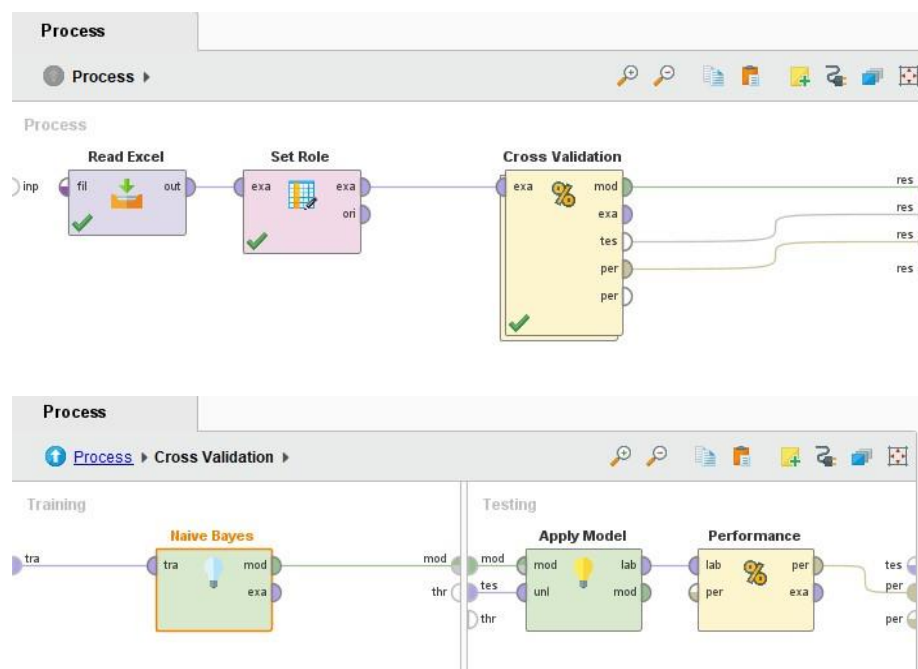 Process
Process
Process
Read Excel
Set Role
Cross Validation
inp
fil
out
exa
exa
ori
exa
mod
exa
tes
per
per
res
res
res
res
Process
Process
Cross Validation
Training
Testing
Naive Bayes
Apply Model
Performance
tra
tra
mod
exa
mod
thr
mod
tes
thr
mod
unl
lab
mod
lab
per
per
exa
tes
per
per